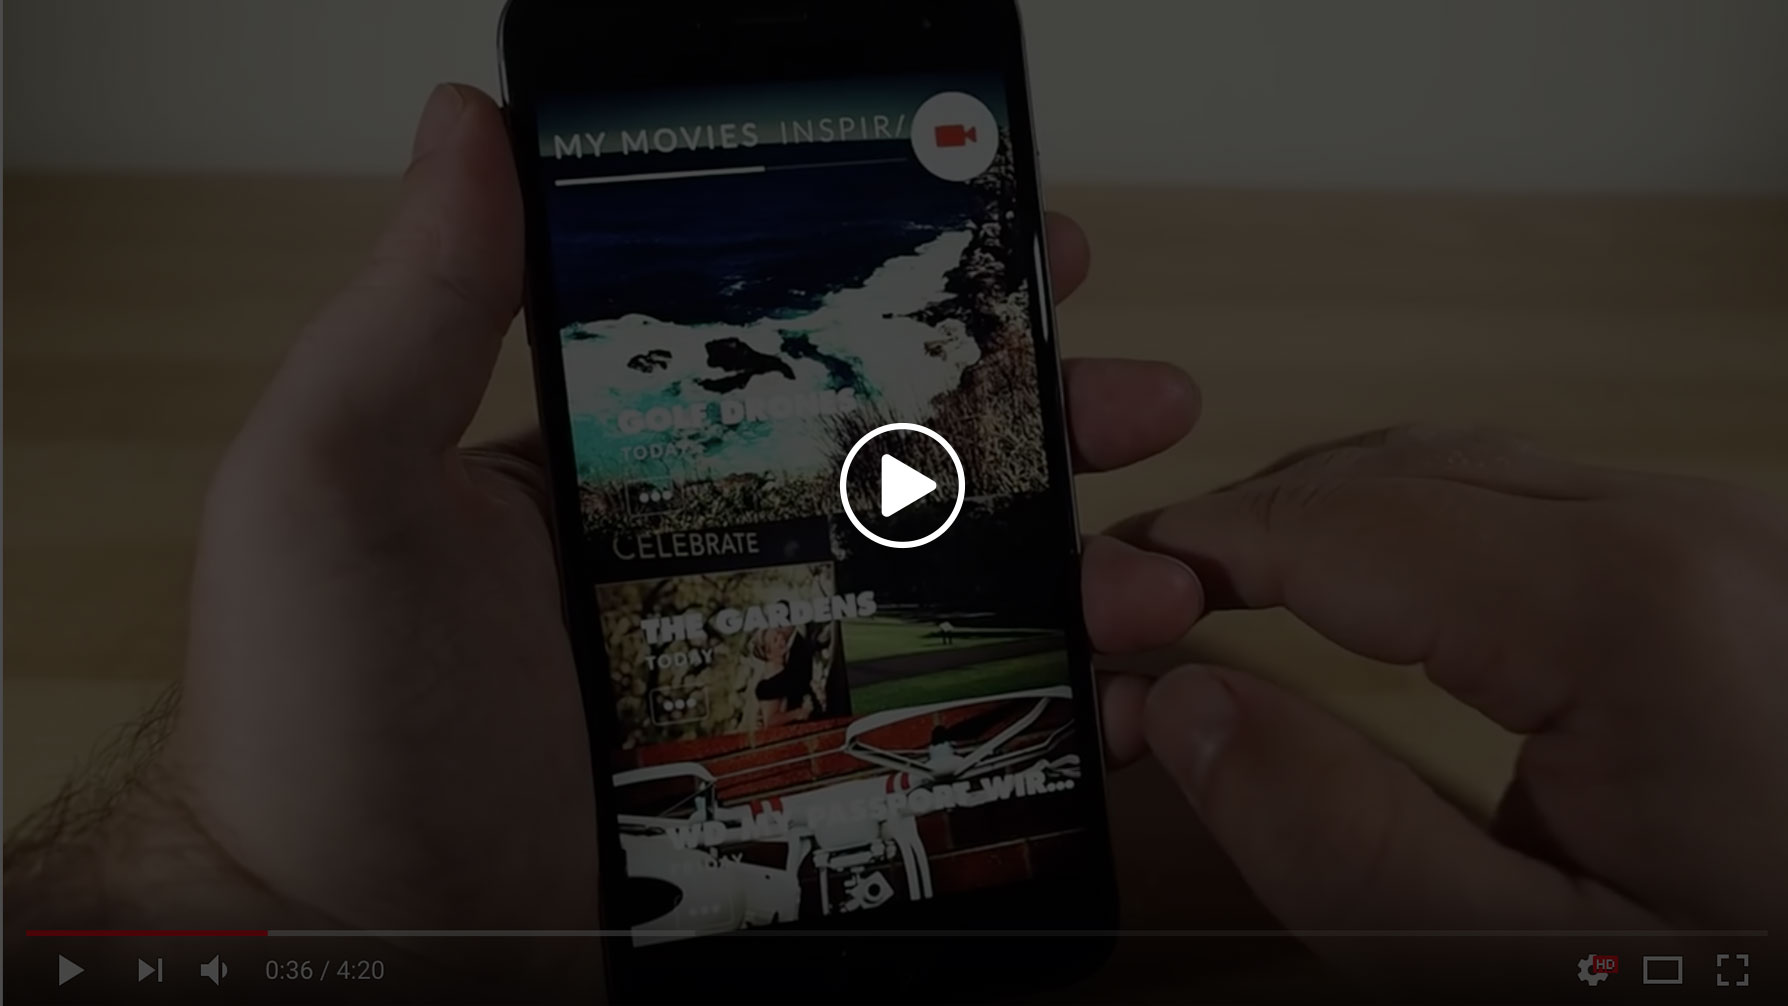 MY MOVIES INSPIR/
GOLF DRONES
TODAY
CELEBRATE
THE GARDENS
TODAY
WD MY PASSPORT WIR...
FRIDAY
0:36 / 4:20
HD